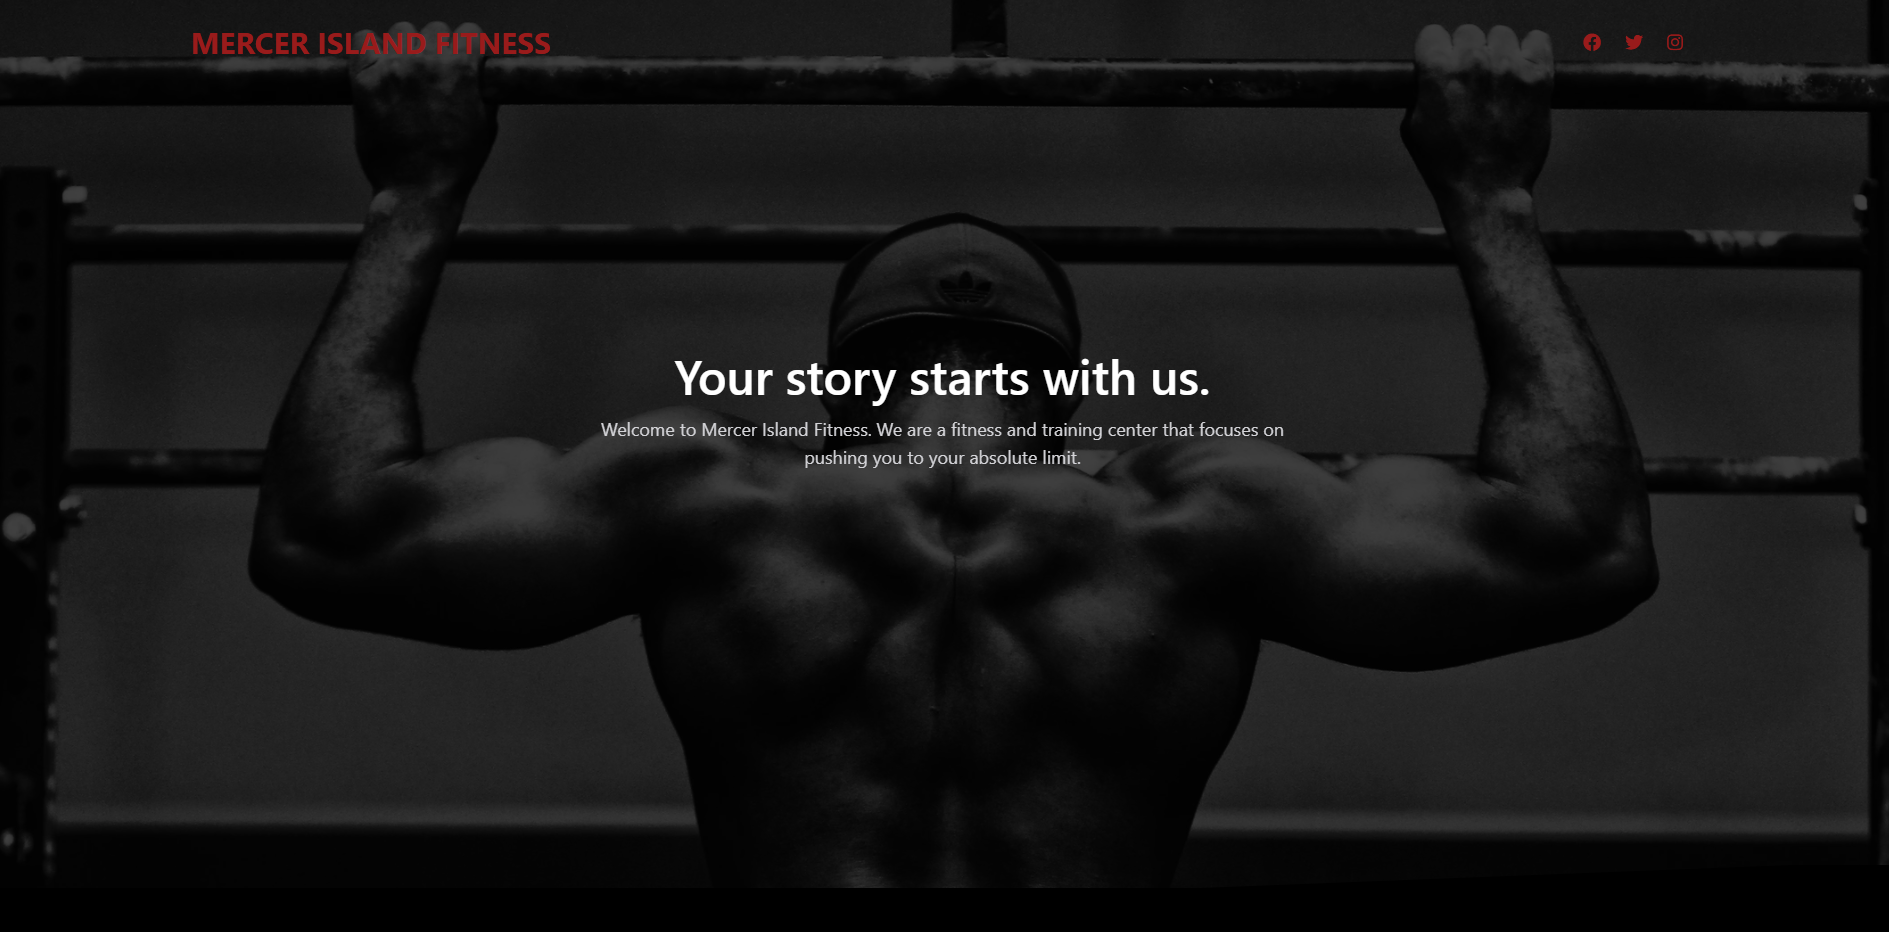 MERCER ISLAND FITNESS
Your story starts with us.
Welcome to Mercer Island Fitness. We are a fitness and training center that focuses on
pushing you to your absolute limit.